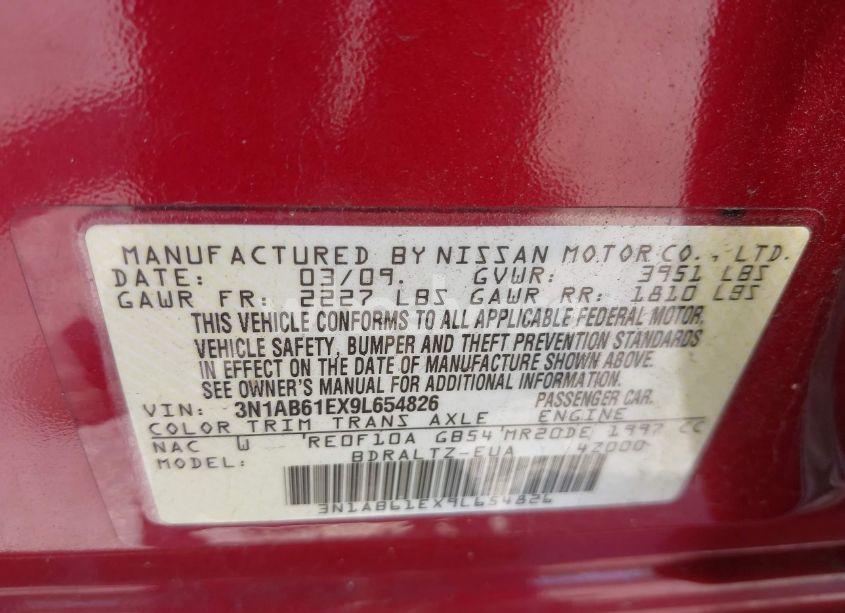 MANUFACTURED BY NISSAN MOTOR CO., LTD.
DATE: 03/09. GVWR: 3951 LBS
GAWR FR: 2227 LBS GAWR RR: 1810 LBS
THIS VEHICLE CONFORMS TO ALL APPLICABLE FEDERAL MOTOR
VEHICLE SAFETY, BUMPER AND THEFT PREVENTION STANDARDS
IN EFFECT ON THE DATE OF MANUFACTURE SHOWN ABOVE.
SEE OWNER'S MANUAL FOR ADDITIONAL INFORMATION.
VIN: 3N1AB61EX9L654826 PASSENGER CAR.
COLOR TRIM TRANS AXLE ENGINE
NAC W RE0F10A GB54 MR20DE 1997 CC
MODEL: BDRALTZ-EUA 4Z000
3N1AB61EX9L654826